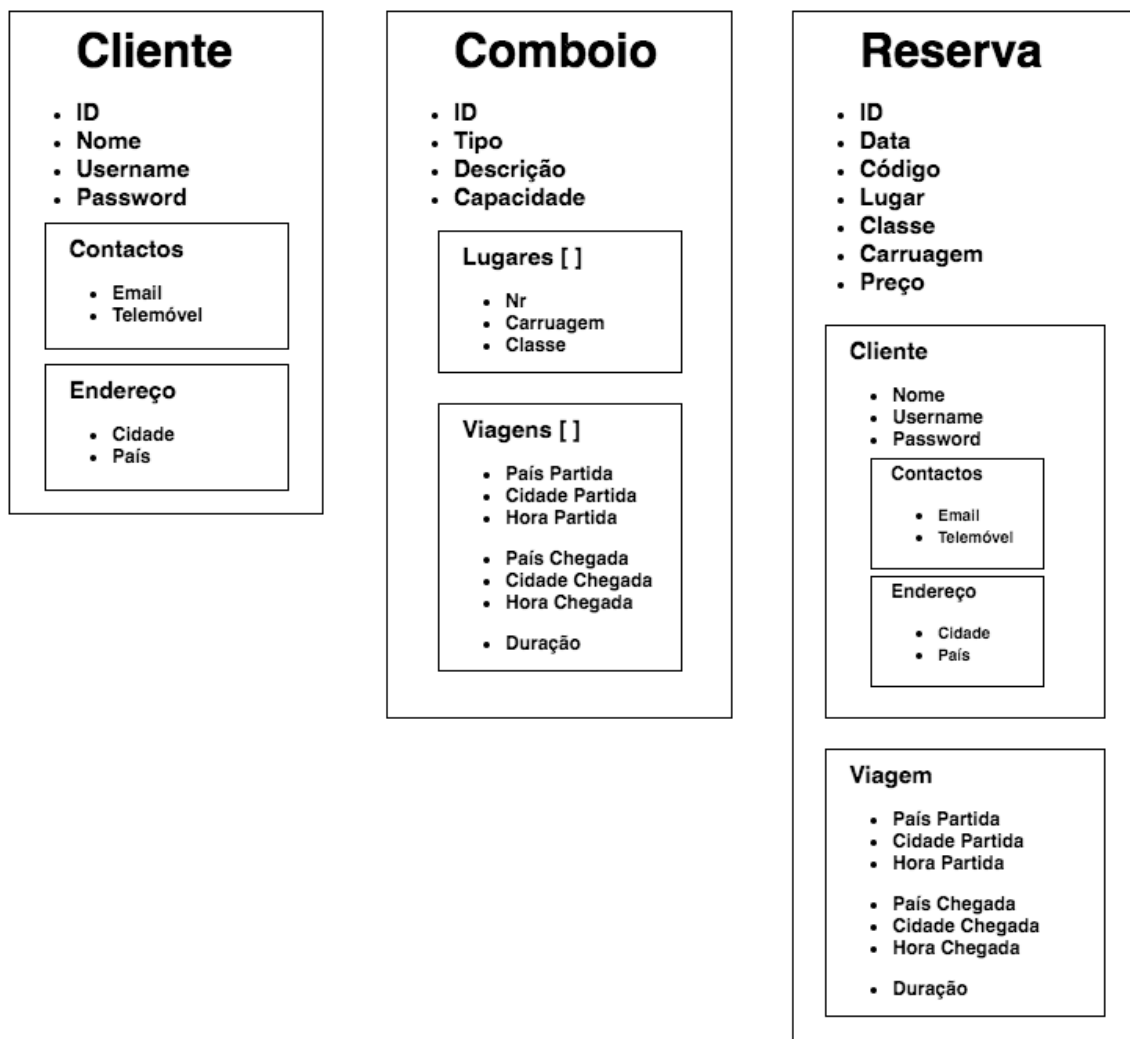 Cliente
• ID
• Nome
• Username
• Password
Contactos
• Email
• Telemóvel
Endereço
• Cidade
• País
Comboio
• ID
• Tipo
• Descrição
• Capacidade
Lugares [ ]
• Nr
• Carruagem
• Classe
Viagens [ ]
• País Partida
• Cidade Partida
• Hora Partida
• País Chegada
• Cidade Chegada
• Hora Chegada
• Duração
Reserva
• ID
• Data
• Código
• Lugar
• Classe
• Carruagem
• Preço
Cliente
• Nome
• Username
• Password
Contactos
• Email
• Telemóvel
Endereço
• Cidade
• País
Viagem
• País Partida
• Cidade Partida
• Hora Partida
• País Chegada
• Cidade Chegada
• Hora Chegada
• Duração